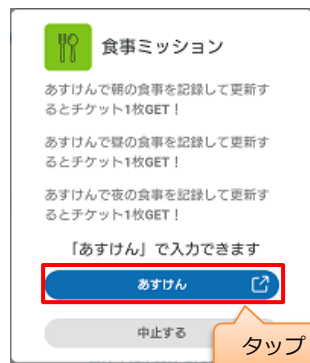 食事ミッション
あすけんで朝の食事を記録して更新す
るとチケット1枚GET！
あすけんで昼の食事を記録して更新す
るとチケット1枚GET！
あすけんで夜の食事を記録して更新す
るとチケット1枚GET！
「あすけん」で入力できます
あすけん
中止する
タップ